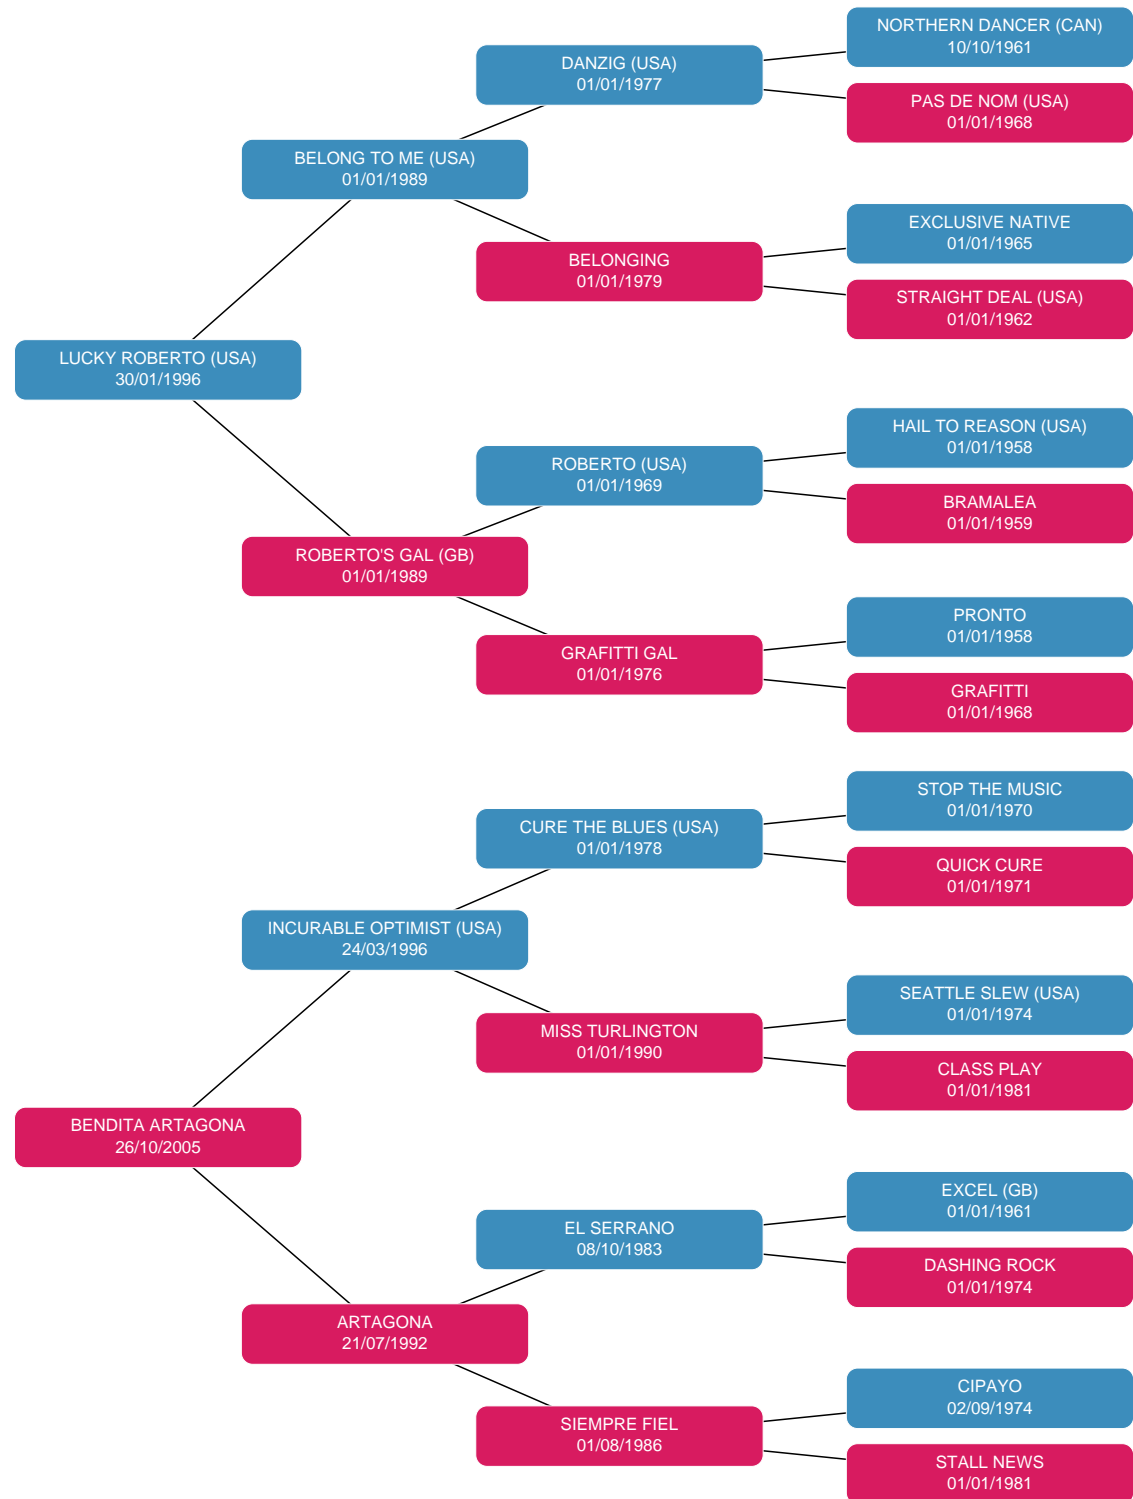 NORTHERN DANCER (CAN)
10/10/1961
DANZIG (USA)
01/01/1977
PAS DE NOM (USA)
01/01/1968
BELONG TO ME (USA)
01/01/1989
EXCLUSIVE NATIVE
01/01/1965
BELONGING
01/01/1979
STRAIGHT DEAL (USA)
01/01/1962
LUCKY ROBERTO (USA)
30/01/1996
HAIL TO REASON (USA)
01/01/1958
ROBERTO (USA)
01/01/1969
BRAMALEA
01/01/1959
ROBERTO'S GAL (GB)
01/01/1989
PRONTO
01/01/1958
GRAFITTI GAL
01/01/1976
GRAFITTI
01/01/1968
STOP THE MUSIC
01/01/1970
CURE THE BLUES (USA)
01/01/1978
QUICK CURE
01/01/1971
INCURABLE OPTIMIST (USA)
24/03/1996
SEATTLE SLEW (USA)
01/01/1974
MISS TURLINGTON
01/01/1990
CLASS PLAY
01/01/1981
BENDITA ARTAGONA
26/10/2005
EXCEL (GB)
01/01/1961
EL SERRANO
08/10/1983
DASHING ROCK
01/01/1974
ARTAGONA
21/07/1992
CIPAYO
02/09/1974
SIEMPRE FIEL
01/08/1986
STALL NEWS
01/01/1981